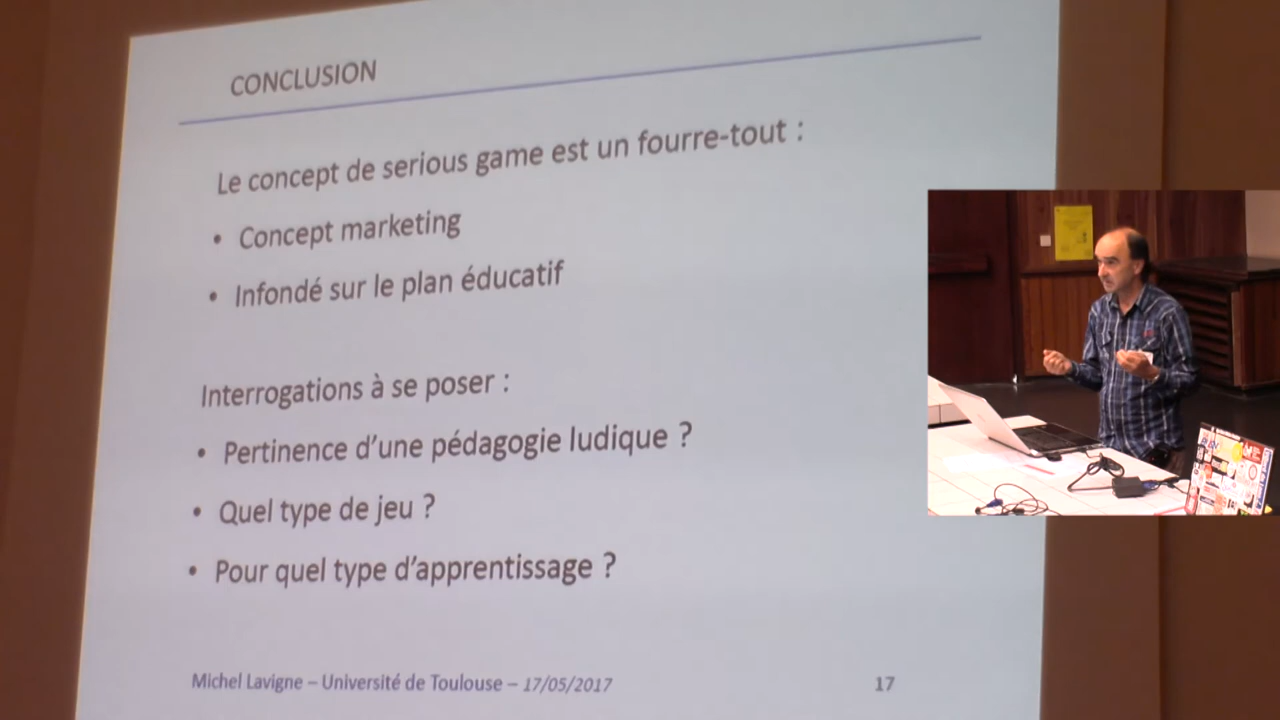 CONCLUSION
Le concept de serious game est un fourre-tout :
• Concept marketing
• Infondé sur le plan éducatif
Interrogations à se poser :
• Pertinence d'une pédagogie ludique ?
• Quel type de jeu ?
• Pour quel type d'apprentissage ?
Michel Lavigne – Université de Toulouse – 17/05/2017 17